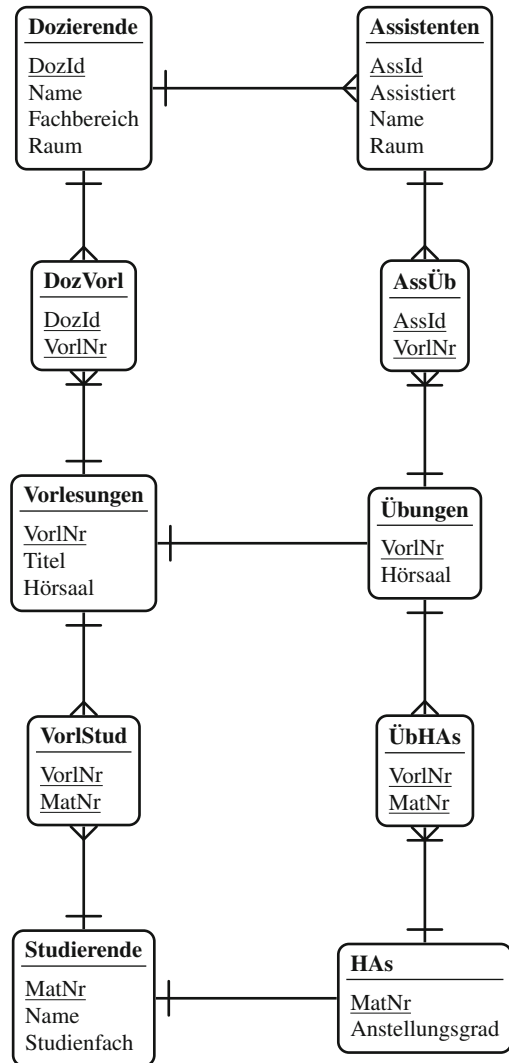 Dozierende
DozId
Name
Fachbereich
Raum
Assistenten
AssId
Assistiert
Name
Raum
DozVorl
DozId
VorlNr
AssÜb
AssId
VorlNr
Vorlesungen
VorlNr
Titel
Hörsaal
Übungen
VorlNr
Hörsaal
VorlStud
VorlNr
MatNr
ÜbHAs
VorlNr
MatNr
Studierende
MatNr
Name
Studienfach
HAs
MatNr
Anstellungsgrad